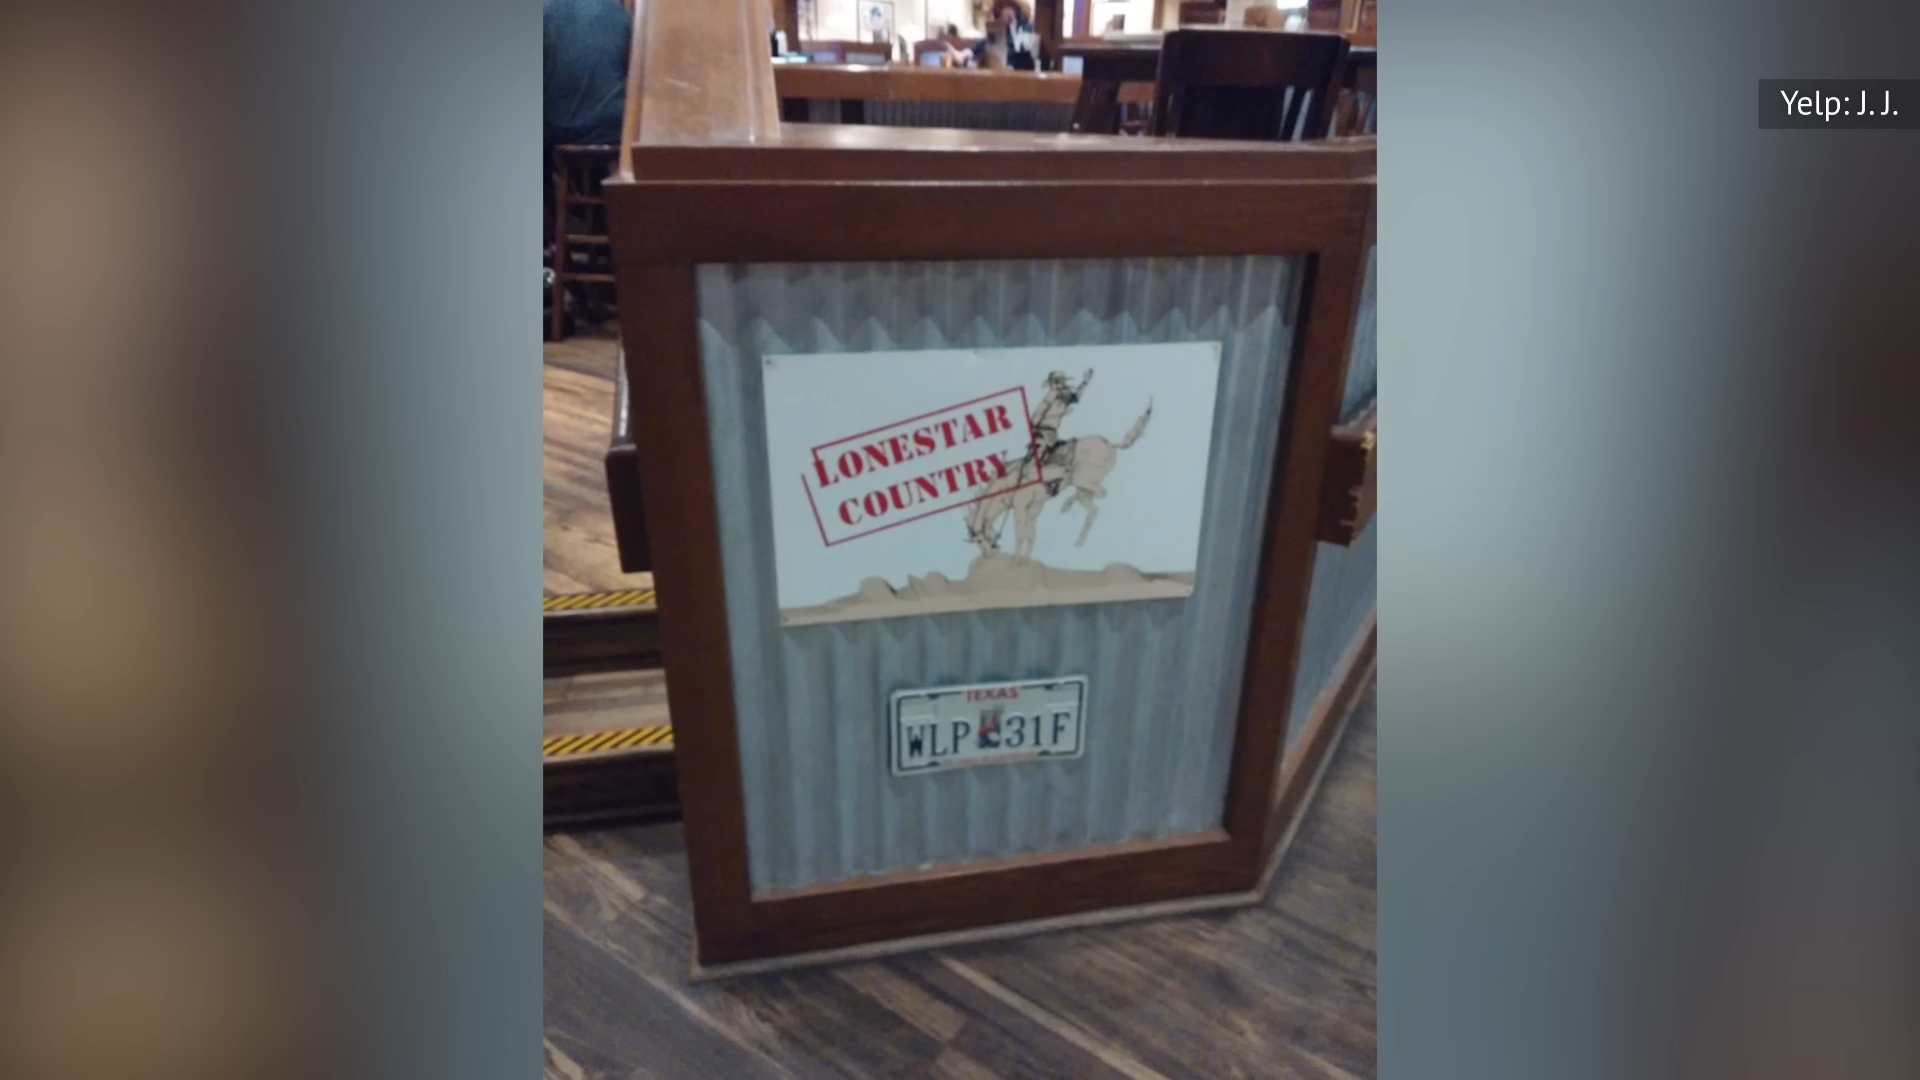 Yelp: J. J.
LONESTAR
COUNTRY
TEXAS
WLP 31F